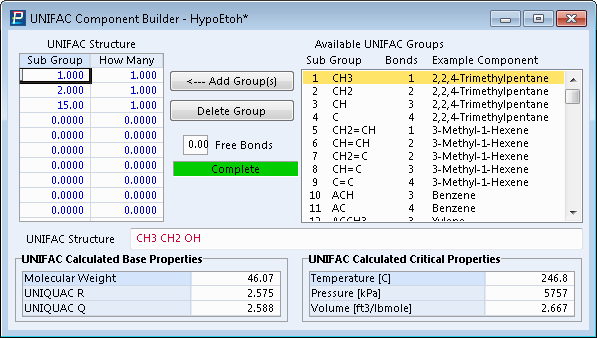 UNIFAC Component Builder - HypoEtoh*
UNIFAC Structure
Sub Group How Many
1.000 1.000
2.000 1.000
15.00 1.000
0.0000 0.0000
0.0000 0.0000
0.0000 0.0000
0.0000 0.0000
0.0000 0.0000
0.0000 0.0000
0.0000 0.0000
<--- Add Group(s)
Delete Group
0.00 Free Bonds
Complete
Available UNIFAC Groups
Sub Group Bonds Example Component
1 CH3 1 2,2,4-Trimethylpentane
2 CH2 2 2,2,4-Trimethylpentane
3 CH 3 2,2,4-Trimethylpentane
4 C 4 2,2,4-Trimethylpentane
5 CH2=CH 1 3-Methyl-1-Hexene
6 CH=CH 2 3-Methyl-1-Hexene
7 CH2=C 2 3-Methyl-1-Hexene
8 CH=C 3 3-Methyl-1-Hexene
9 C=C 4 3-Methyl-1-Hexene
10 ACH 3 Benzene
11 AC 4 Benzene
12 ACCH3 3 Xylene
UNIFAC Structure CH3 CH2 OH
UNIFAC Calculated Base Properties
Molecular Weight 46.07
UNIQUAC R 2.575
UNIQUAC Q 2.588
UNIFAC Calculated Critical Properties
Temperature [C] 246.8
Pressure [kPa] 5757
Volume [ft3/lbmole] 2.667